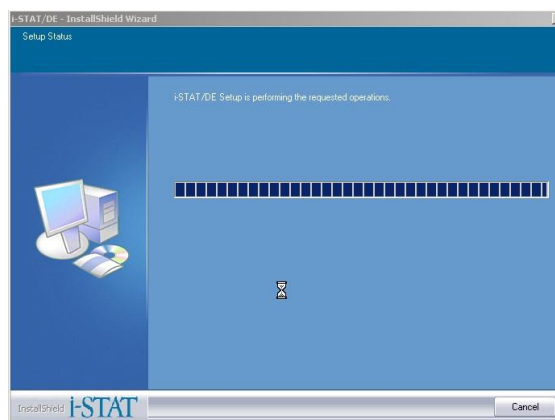 i-STAT/DE - InstallShield Wizard
Setup Status
i-STAT/DE Setup is performing the requested operations.
InstallShield i-STAT
Cancel